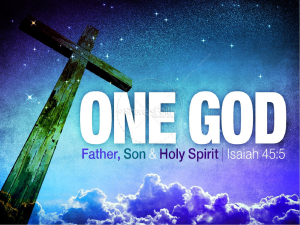 ONE GOD
Father, Son & Holy Spirit | Isaiah 45:5